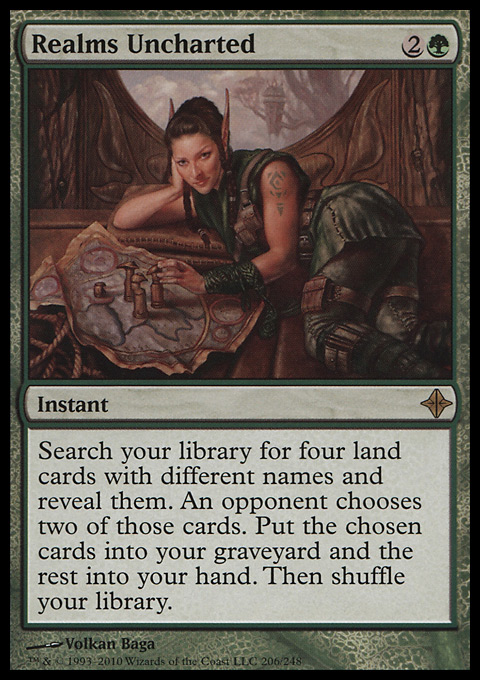 Realms Uncharted 2
Instant
Search your library for four land
cards with different names and
reveal them. An opponent chooses
two of those cards. Put the chosen
cards into your graveyard and the
rest into your hand. Then shuffle
your library.
Volkan Baga
™ & © 1993–2010 Wizards of the Coast LLC 206/248